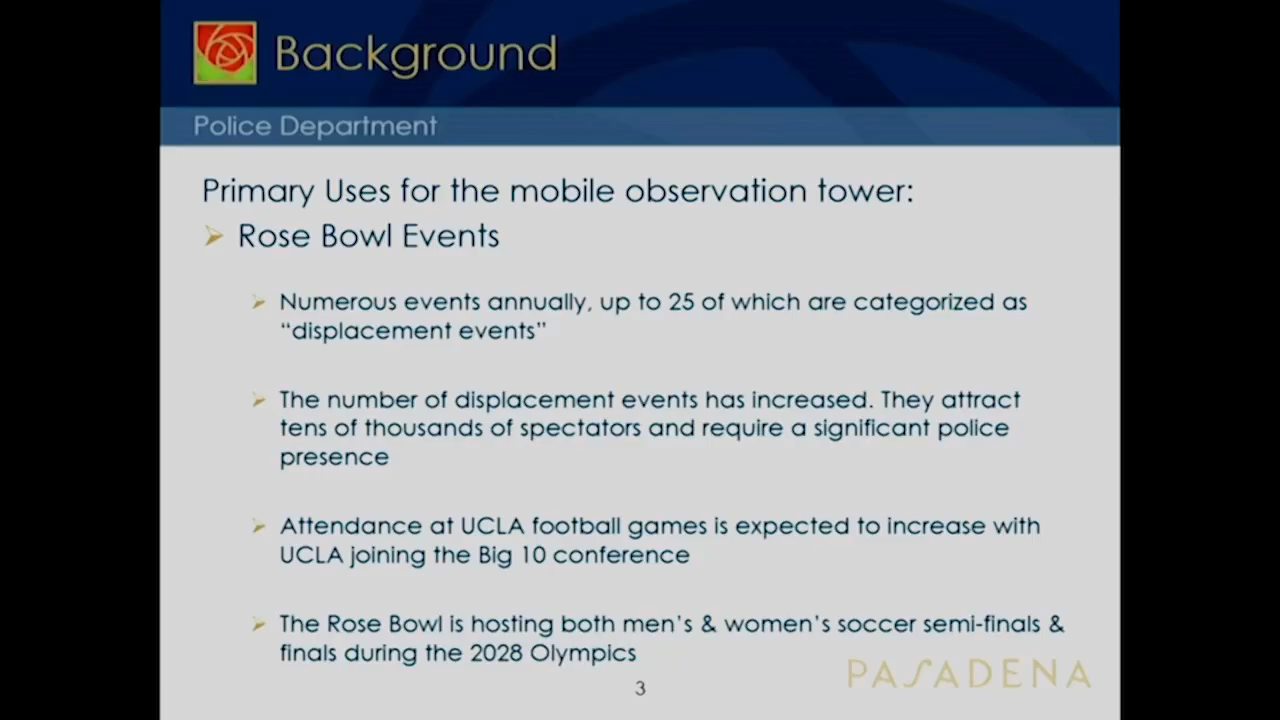 Background
Police Department
Primary Uses for the mobile observation tower:
Rose Bowl Events
Numerous events annually, up to 25 of which are categorized as
“displacement events”
The number of displacement events has increased. They attract
tens of thousands of spectators and require a significant police
presence
Attendance at UCLA football games is expected to increase with
UCLA joining the Big 10 conference
The Rose Bowl is hosting both men’s & women’s soccer semi-finals &
finals during the 2028 Olympics
PASADENA
3